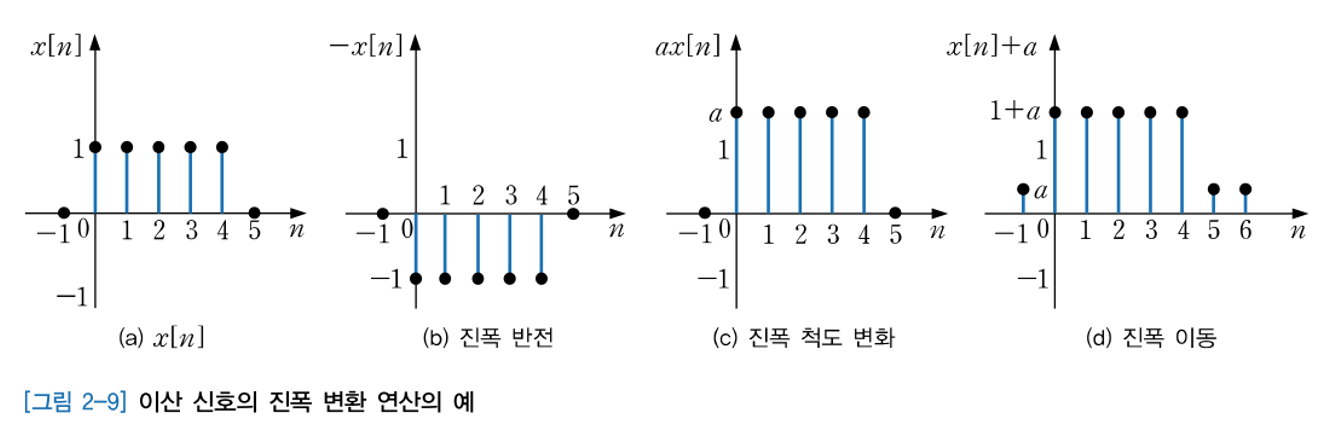 x[n] −x[n] ax[n] x[n]+a
1 1 a 1 1+a 1 a
−1 0 1 2 3 4 5 n
−1
1 2 3 4 5
−1 0 n
−1
−1 0 1 2 3 4 5 n
−1
−1 0 1 2 3 4 5 6 n
−1
(a) x[n] (b) 진폭 반전 (c) 진폭 척도 변화 (d) 진폭 이동
[그림 2-9] 이산 신호의 진폭 변환 연산의 예